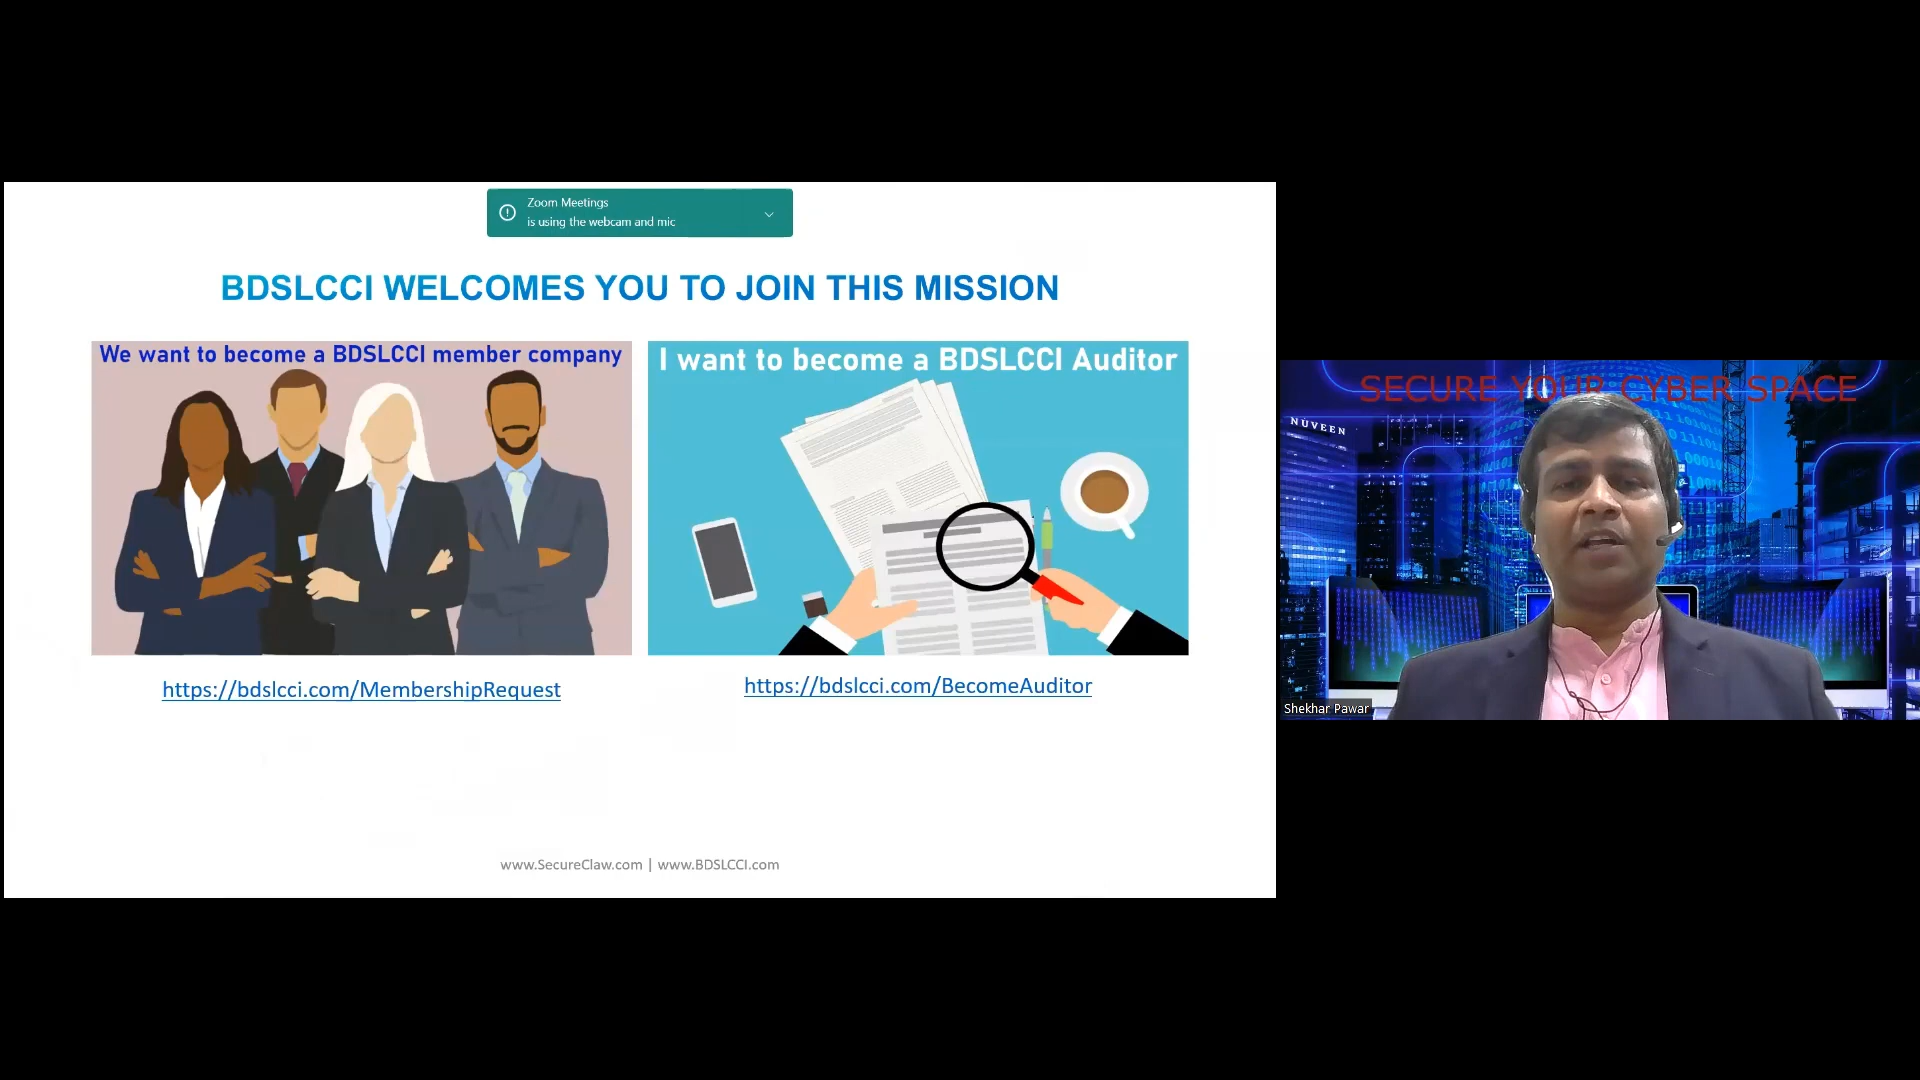 Zoom Meetings
is using the webcam and mic
BDSLCCI WELCOMES YOU TO JOIN THIS MISSION
We want to become a BDSLCCI member company
I want to become a BDSLCCI Auditor
https://bdslcci.com/MembershipRequest
https://bdslcci.com/BecomeAuditor
www.SecureClaw.com | www.BDSLCCI.com
SECURE YOUR CYBER SPACE
NUVEEN
Shekhar Pawar